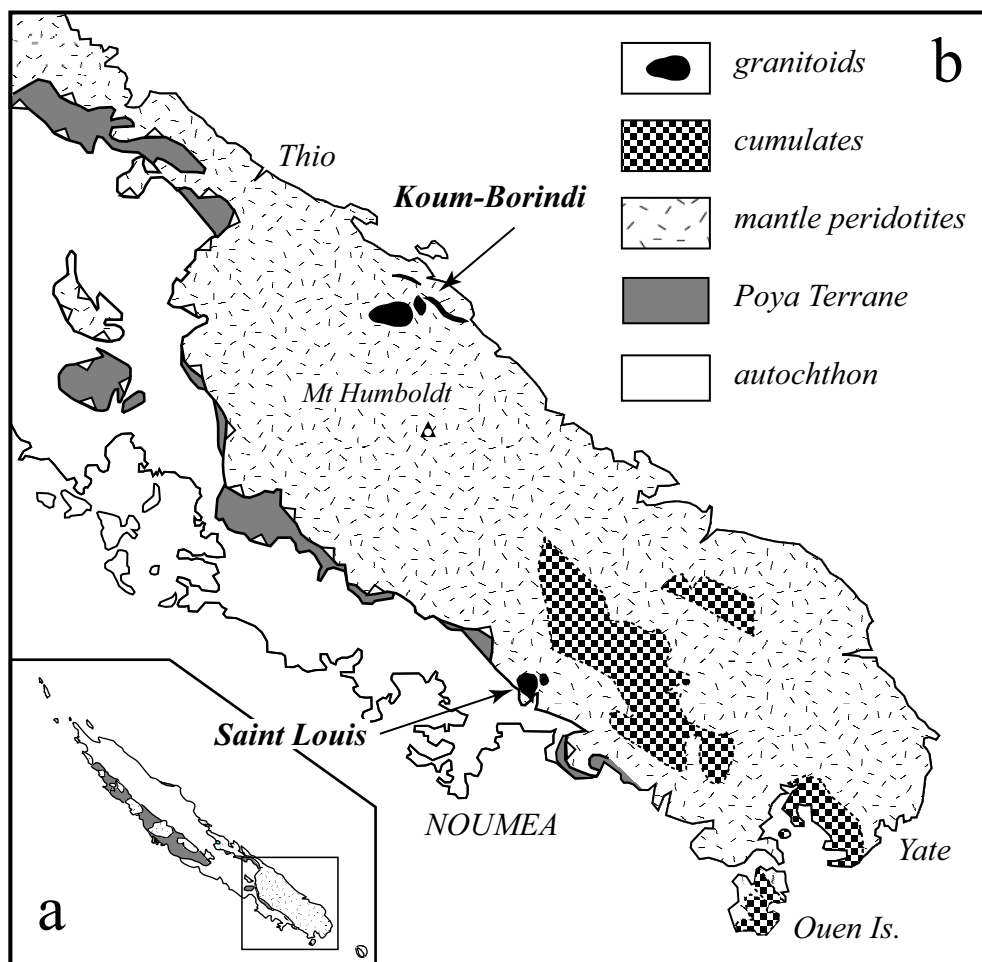 b
granitoids
cumulates
mantle peridotites
Poya Terrane
autochthon
Thio
Koum-Borindi
Mt Humboldt
Saint Louis
NOUMEA
Yate
Ouen Is.
a